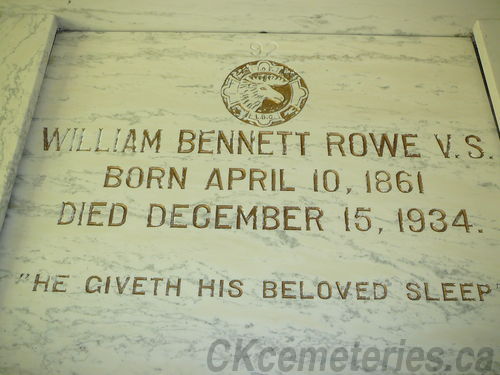 92
WILLIAM BENNETT ROWE V.S.
BORN APRIL 10, 1861
DIED DECEMBER 15, 1934.
"HE GIVETH HIS BELOVED SLEEP"
CKcemeteries.ca